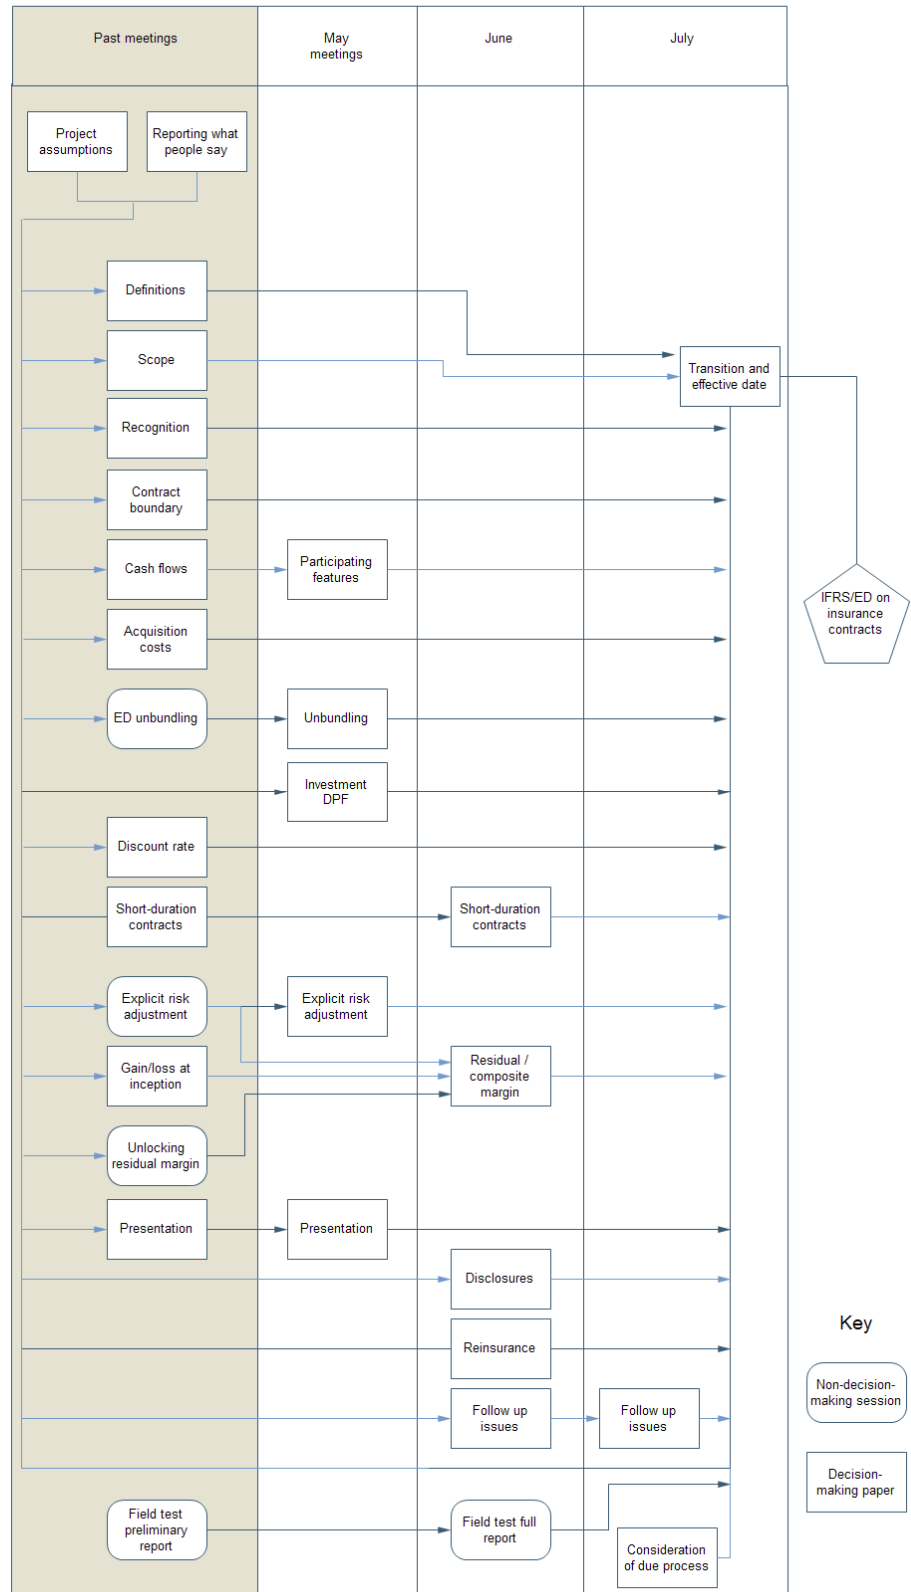 Past meetings
May
meetings
June
July
Project
assumptions
Reporting what
people say
Definitions
Scope
Transition and
effective date
Recognition
Contract
boundary
Cash flows
Participating
features
IFRS/ED on
insurance
contracts
Acquisition
costs
ED unbundling
Unbundling
Investment
DPF
Discount rate
Short-duration
contracts
Short-duration
contracts
Explicit risk
adjustment
Explicit risk
adjustment
Gain/loss at
inception
Residual /
composite
margin
Unlocking
residual margin
Presentation
Presentation
Disclosures
Reinsurance
Follow up
issues
Follow up
issues
Field test
preliminary
report
Field test full
report
Consideration
of due process
Key
Non-decision-
making session
Decision-
making paper